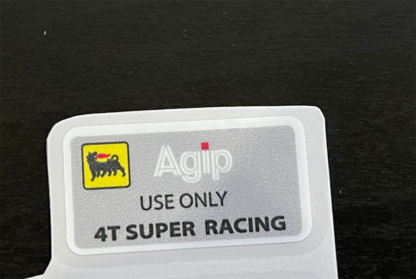 Agip
USE ONLY
4T SUPER RACING